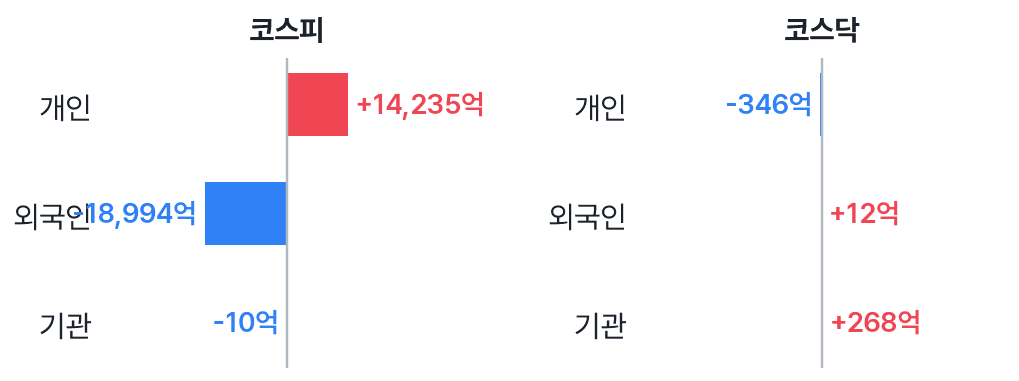 코스피
개인 +14,235억
외국인 -18,994억
기관 -10억
코스닥
개인 -346억
외국인 +12억
기관 +268억